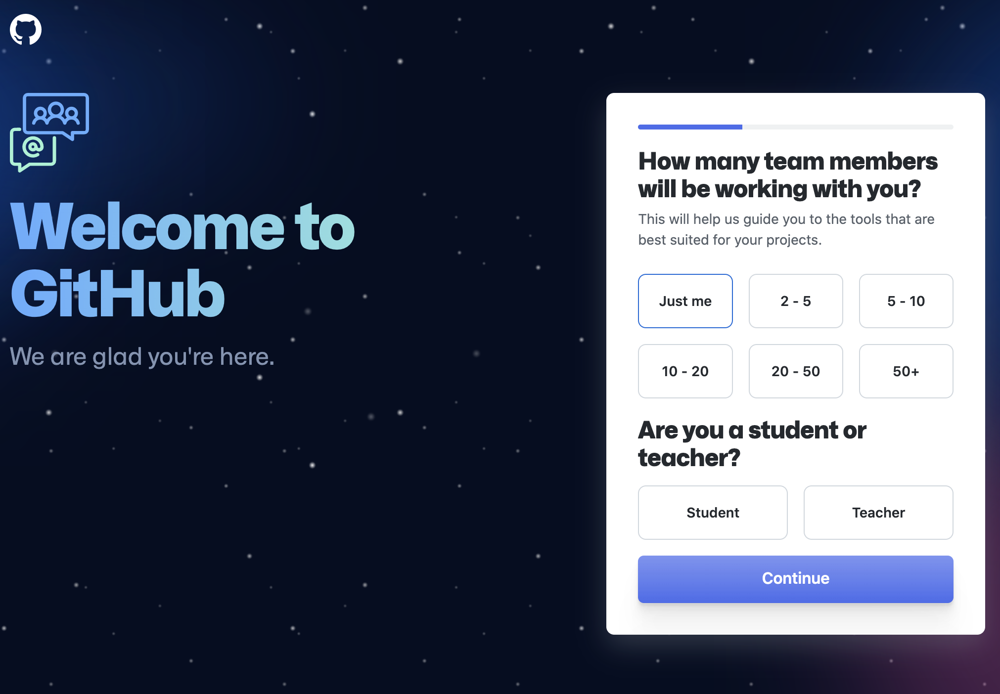 Welcome to
GitHub
We are glad you're here.
How many team members
will be working with you?
This will help us guide you to the tools that are
best suited for your projects.
Just me
2 - 5
5 - 10
10 - 20
20 - 50
50+
Are you a student or
teacher?
Student
Teacher
Continue